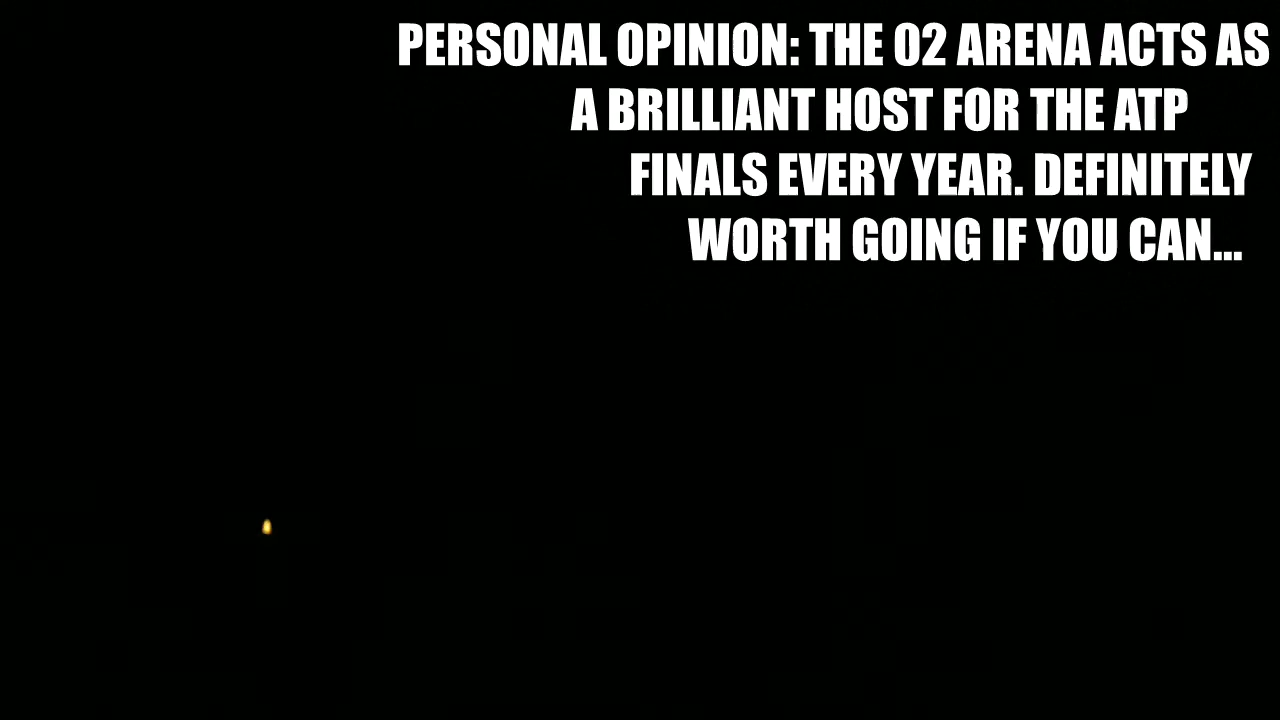 PERSONAL OPINION: THE O2 ARENA ACTS AS
A BRILLIANT HOST FOR THE ATP
FINALS EVERY YEAR. DEFINITELY
WORTH GOING IF YOU CAN...